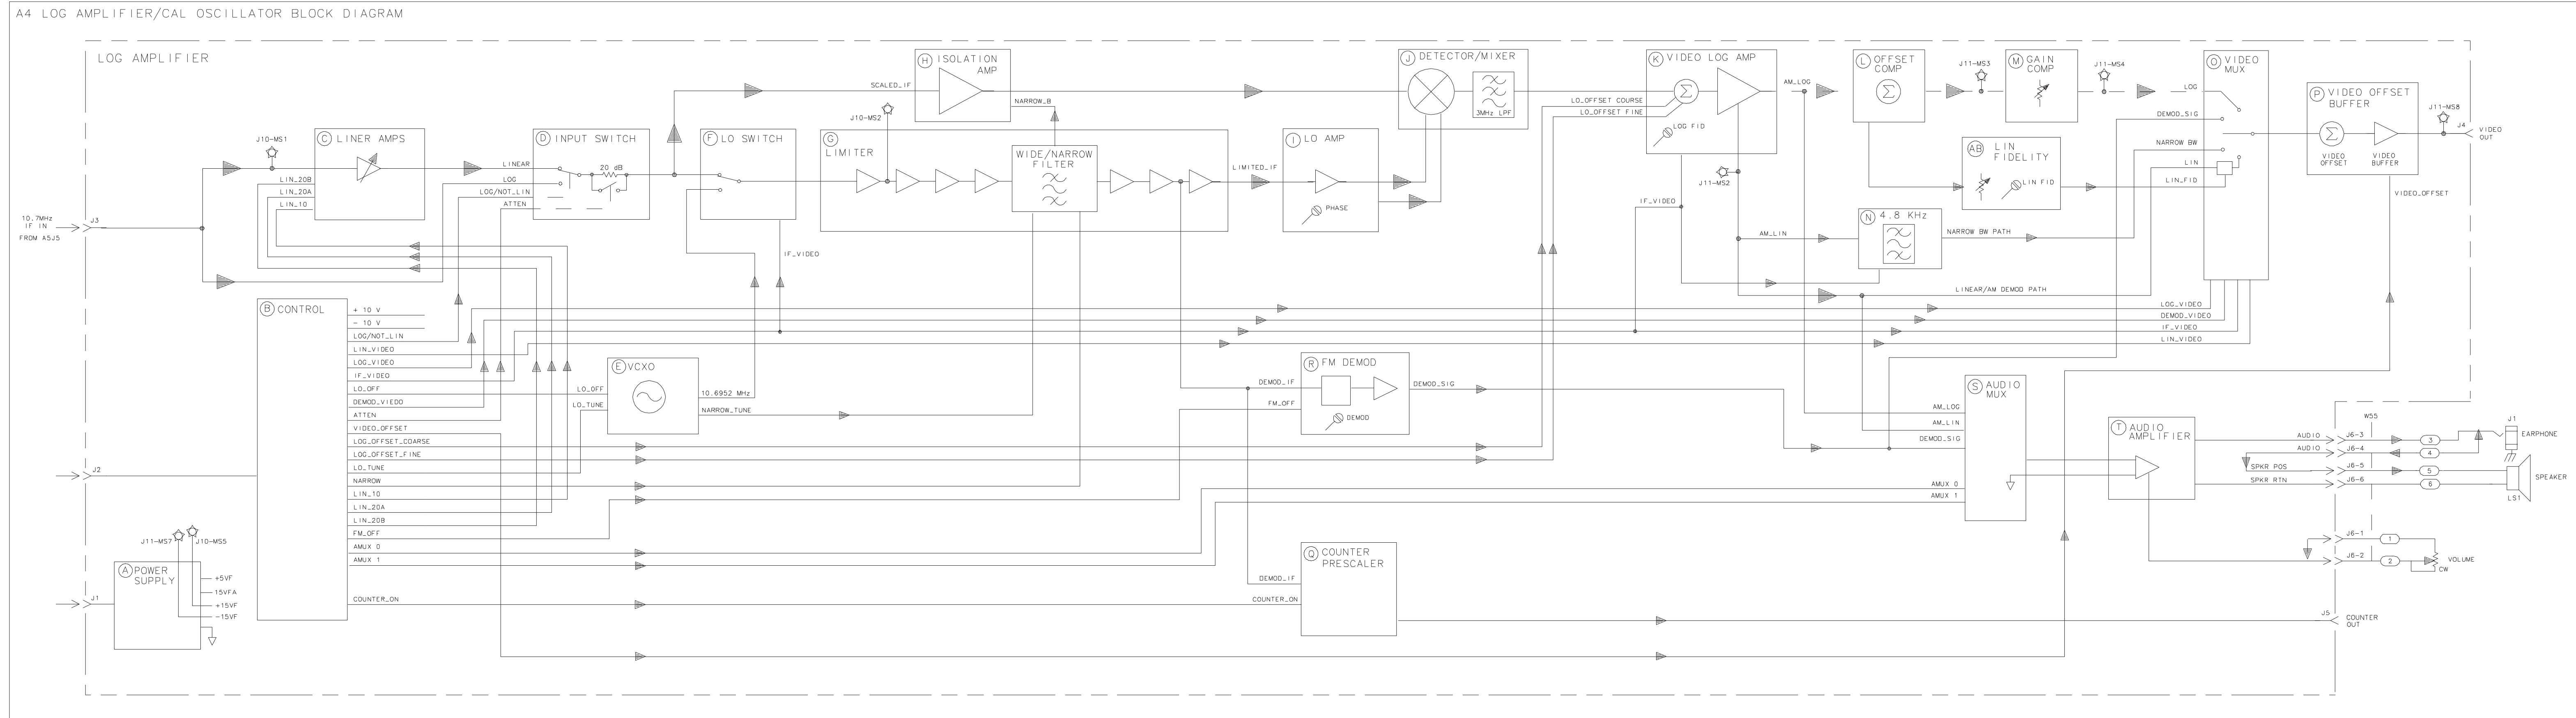 A4 LOG AMPLIFIER/CAL OSCILLATOR BLOCK DIAGRAM
LOG AMPLIFIER
10.7MHz
IF IN
FROM A5J5
J3
J10-MS1
C LINER AMPS
LIN_20B
LIN_20A
LIN_10
D INPUT SWITCH
20 dB
LINEAR
LOG
LOG/NOT_LIN
ATTEN
F LO SWITCH
IF_VIDEO
SCALED_IF
H ISOLATION
AMP
NARROW_B
J10-MS2
G
LIMITER
WIDE/NARROW
FILTER
LIMITED_IF
I LO AMP
PHASE
J DETECTOR/MIXER
3MHz LPF
LO_OFFSET COURSE
LO_OFFSET FINE
K VIDEO LOG AMP
LOG FID
AM_LOG
J11-MS2
IF_VIDEO
AM_LIN
L OFFSET
COMP
J11-MS3
M GAIN
COMP
J11-MS4
AB LIN
FIDELITY
LIN FID
N 4.8 KHz
NARROW BW PATH
LINEAR/AM DEMOD PATH
O VIDEO
MUX
LOG
DEMOD_SIG
NARROW BW
LIN
LIN_FID
LOG_VIDEO
DEMOD_VIDEO
IF_VIDEO
LIN_VIDEO
P VIDEO OFFSET
BUFFER
VIDEO
OFFSET
VIDEO
BUFFER
VIDEO_OFFSET
J11-MS8
J4
VIDEO
OUT
B CONTROL
+ 10 V
- 10 V
LOG/NOT_LIN
LIN_VIDEO
LOG_VIDEO
IF_VIDEO
LO_OFF
DEMOD_VIEDO
ATTEN
VIDEO_OFFSET
LOG_OFFSET_COARSE
LOG_OFFSET_FINE
LO_TUNE
NARROW
LIN_10
LIN_20A
LIN_20B
FM_OFF
AMUX 0
AMUX 1
COUNTER_ON
J2
E VCXO
LO_OFF
LO_TUNE
10.6952 MHz
NARROW_TUNE
R FM DEMOD
DEMOD_IF
FM_OFF
DEMOD
DEMOD_SIG
S AUDIO
MUX
AM_LOG
AM_LIN
DEMOD_SIG
AMUX 0
AMUX 1
T AUDIO
AMPLIFIER
AUDIO
AUDIO
SPKR POS
SPKR RTN
W55
J6-3
J6-4
J6-5
J6-6
3
4
5
6
J1
EARPHONE
SPEAKER
LS1
J6-1
J6-2
1
2
VOLUME
CW
J11-MS7
J10-MS5
A POWER
SUPPLY
+5VF
15VFA
+15VF
-15VF
J1
Q COUNTER
PRESCALER
DEMOD_IF
COUNTER_ON
J5
COUNTER
OUT